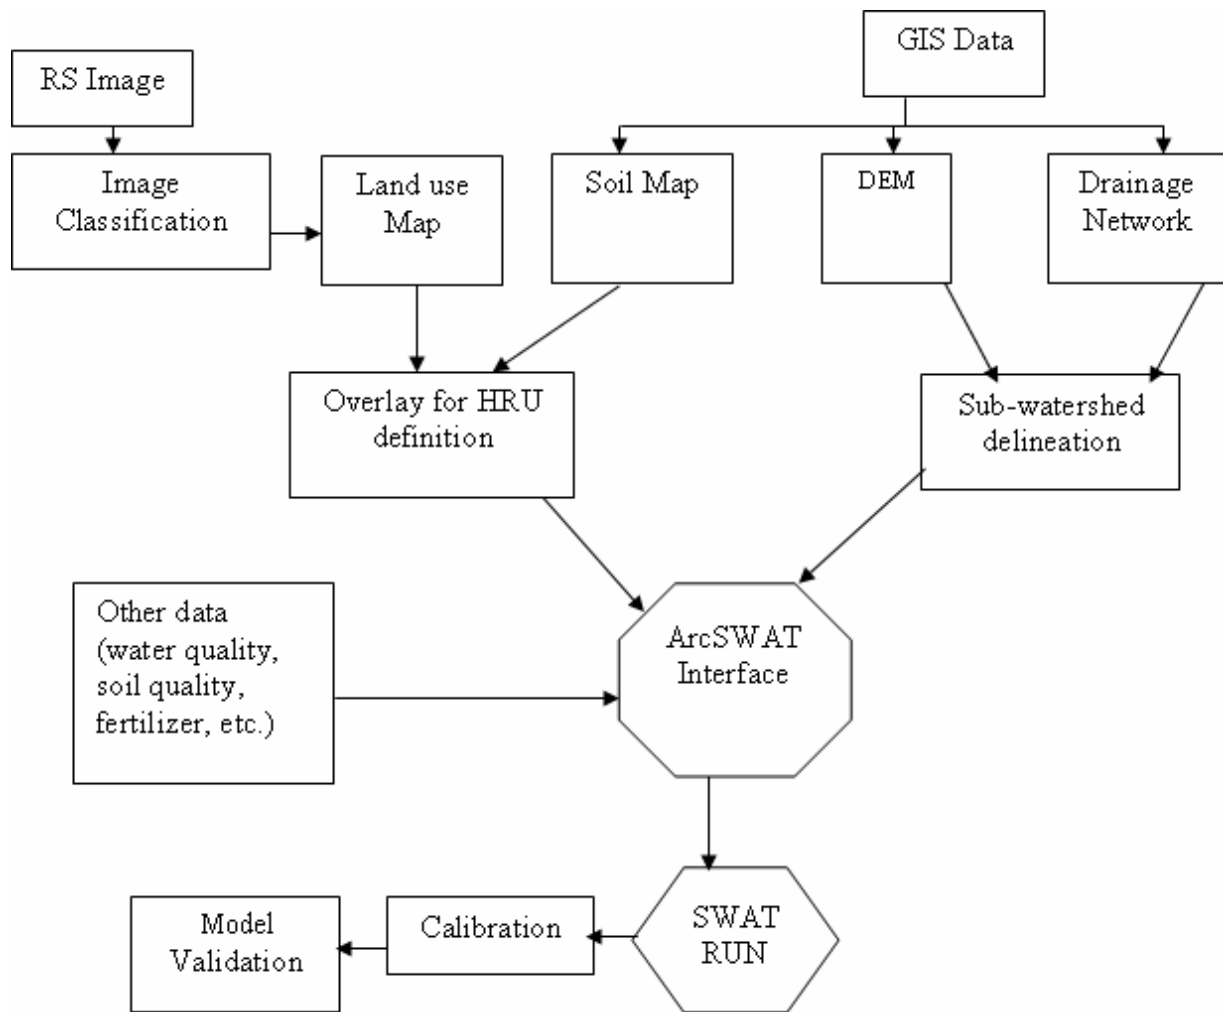 GIS Data
RS Image
Image
Classification
Land use
Map
Soil Map
DEM
Drainage
Network
Overlay for HRU
definition
Sub-watershed
delineation
Other data
(water quality,
soil quality,
fertilizer, etc.)
ArcSWAT
Interface
SWAT
RUN
Calibration
Model
Validation